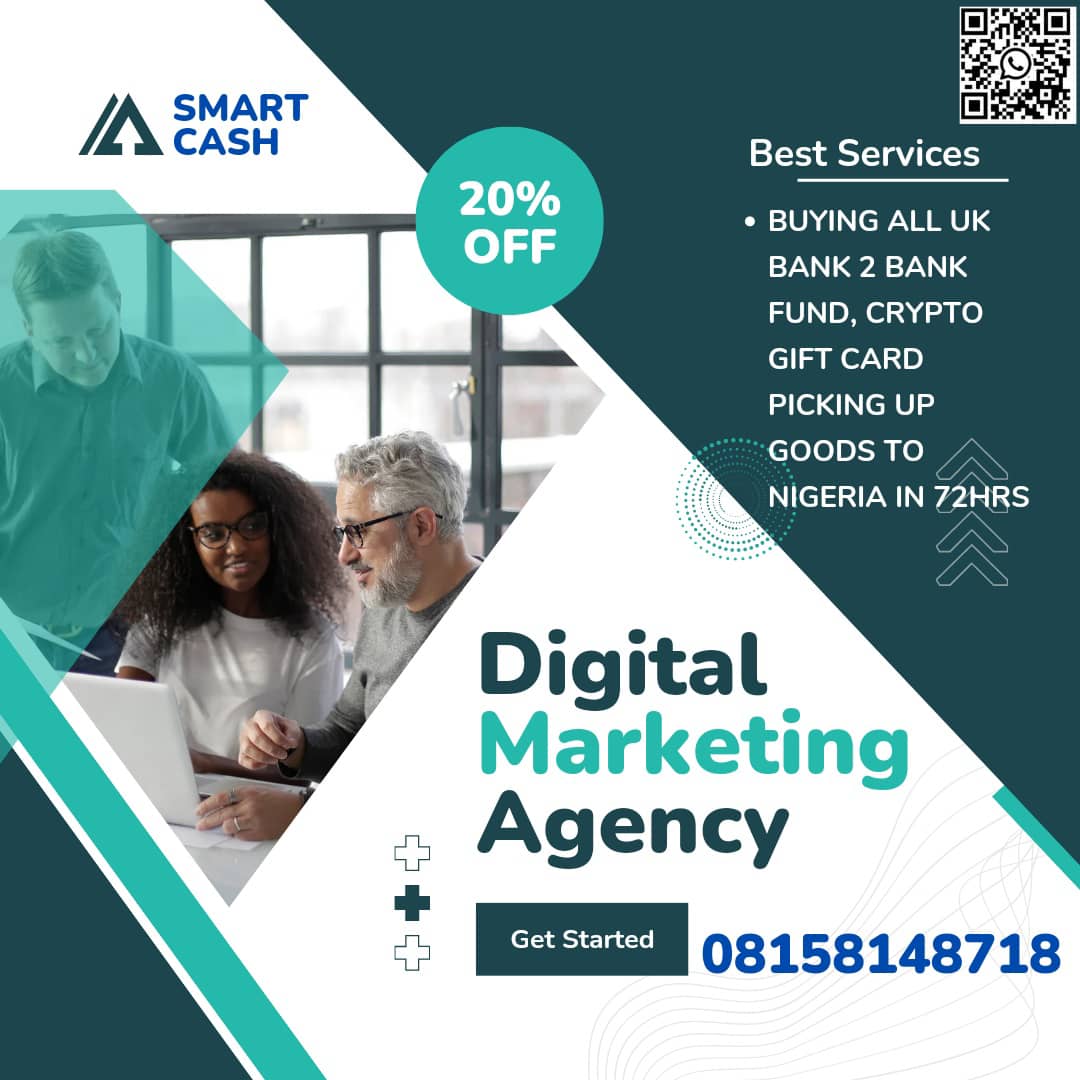 SMART
CASH
20%
OFF
Best Services
• BUYING ALL UK
BANK 2 BANK
FUND, CRYPTO
GIFT CARD
PICKING UP
GOODS TO
NIGERIA IN 72HRS
Digital
Marketing
Agency
Get Started
08158148718